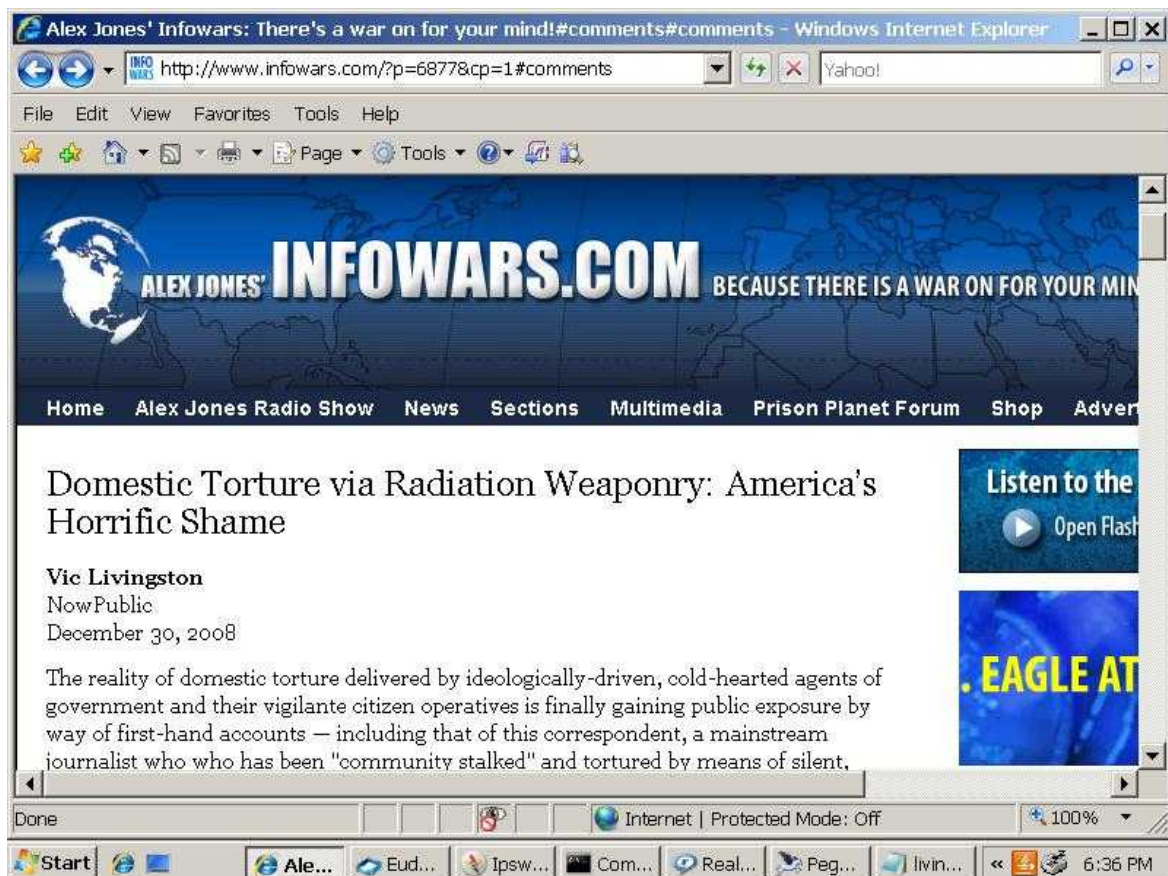 Alex Jones' Infowars: There's a war on for your mind!#comments#comments - Windows Internet Explorer
INFO WARS http://www.infowars.com/?p=6877&cp=1#comments Yahoo!
File Edit View Favorites Tools Help
Page Tools
ALEX JONES' INFOWARS.COM BECAUSE THERE IS A WAR ON FOR YOUR MIN
Home Alex Jones Radio Show News Sections Multimedia Prison Planet Forum Shop Adver
Domestic Torture via Radiation Weaponry: America's
Horrific Shame
Vic Livingston
NowPublic
December 30, 2008
The reality of domestic torture delivered by ideologically-driven, cold-hearted agents of
government and their vigilante citizen operatives is finally gaining public exposure by
way of first-hand accounts — including that of this correspondent, a mainstream
journalist who who has been "community stalked" and tortured by means of silent,
Listen to the
Open Flash
. EAGLE AT
Done Internet | Protected Mode: Off 100%
Start Ale... Eud... Ipsw... Com... Real... Peg... livin... « 6:36 PM